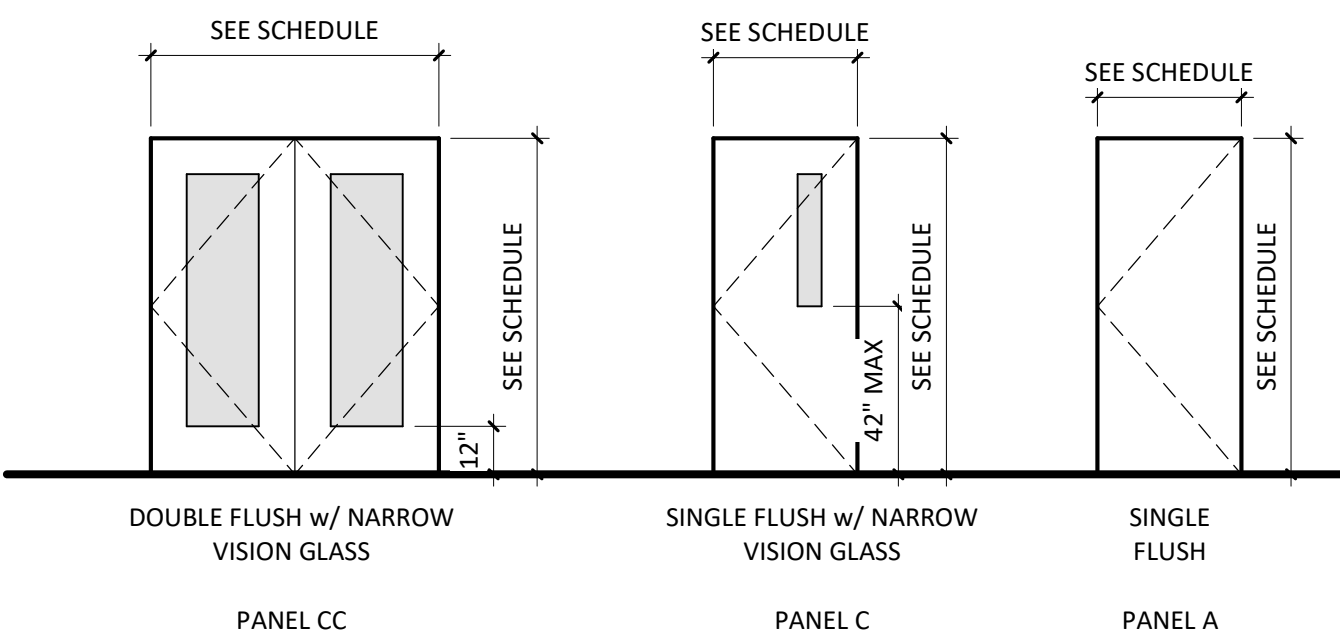 SEE SCHEDULE
SEE SCHEDULE
SEE SCHEDULE
SEE SCHEDULE
SEE SCHEDULE
SEE SCHEDULE
12"
42" MAX
DOUBLE FLUSH w/ NARROW
VISION GLASS
PANEL CC
SINGLE FLUSH w/ NARROW
VISION GLASS
PANEL C
SINGLE
FLUSH
PANEL A